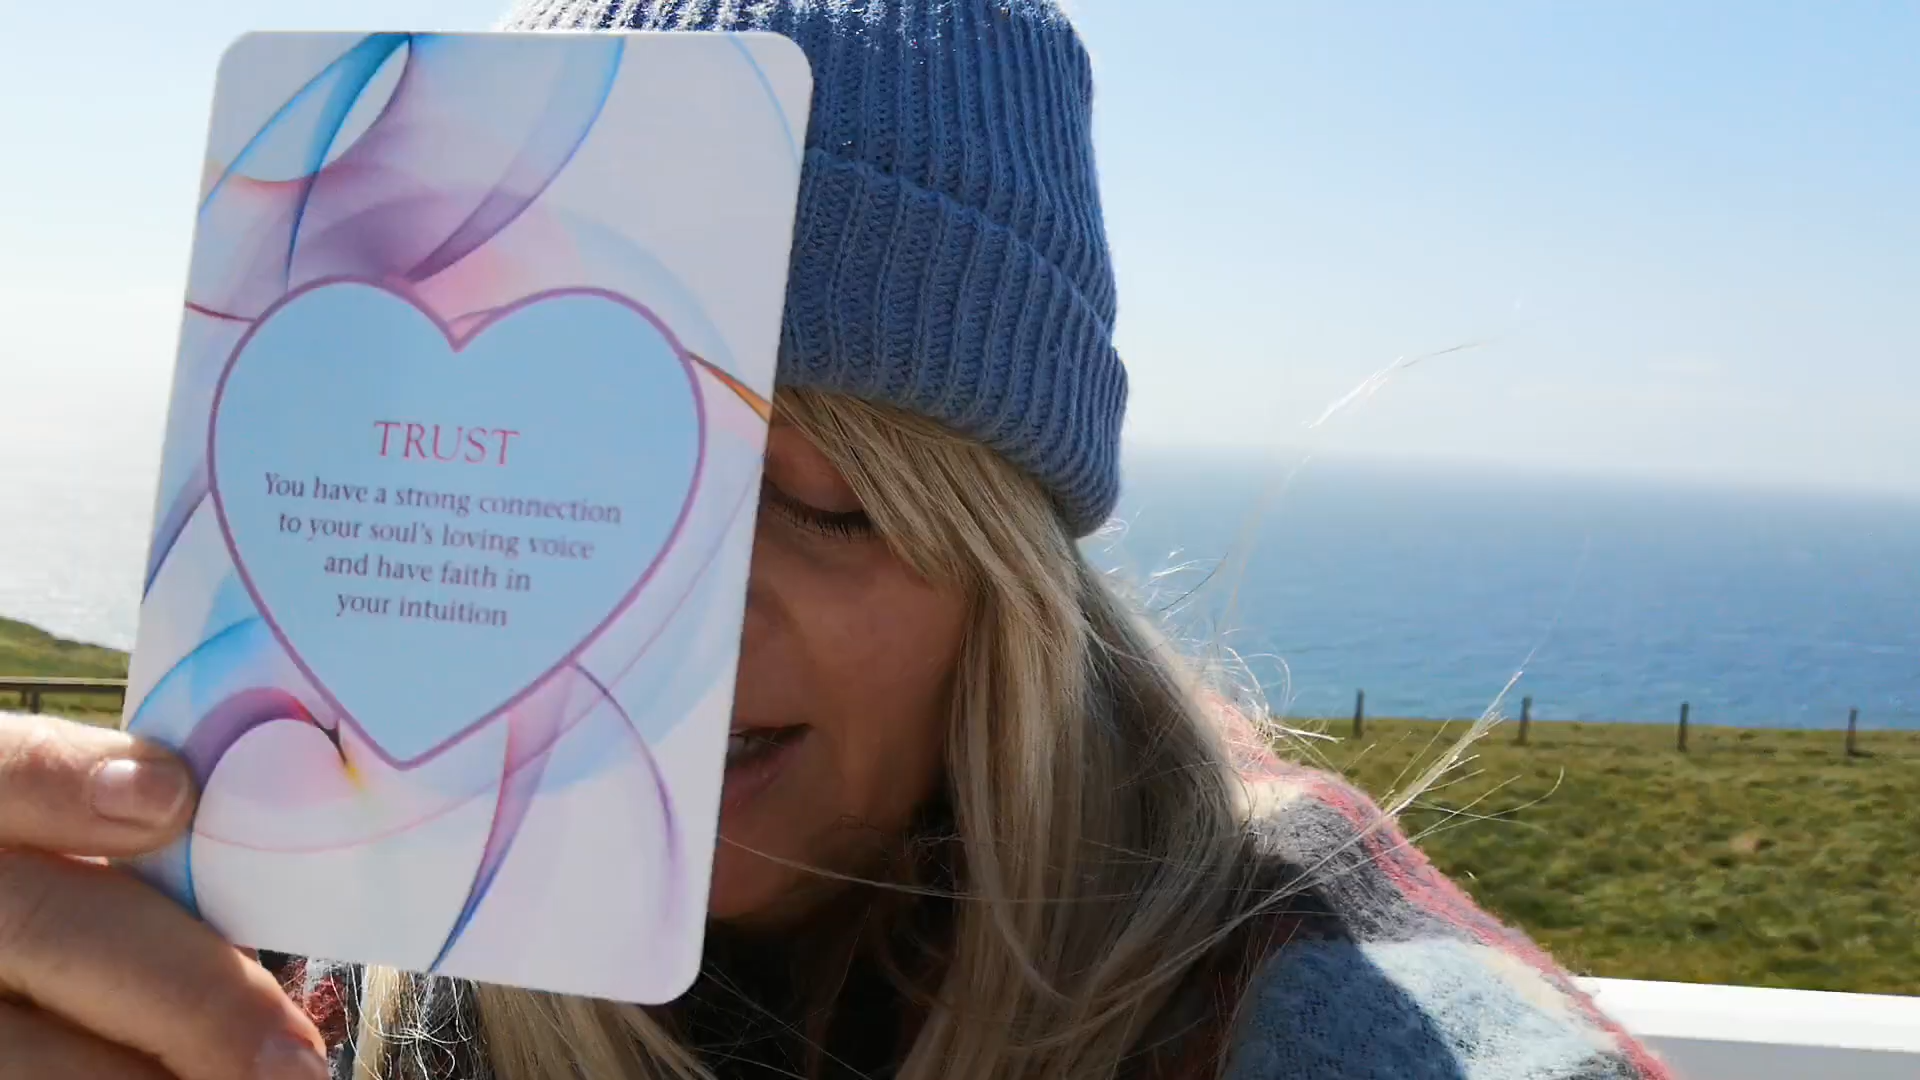 TRUST
You have a strong connection
to your soul's loving voice
and have faith in
your intuition